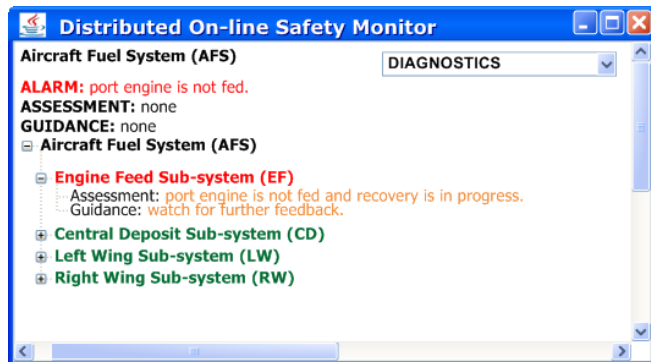 Distributed On-line Safety Monitor
Aircraft Fuel System (AFS)
DIAGNOSTICS
ALARM: port engine is not fed.
ASSESSMENT: none
GUIDANCE: none
Aircraft Fuel System (AFS)
Engine Feed Sub-system (EF)
Assessment: port engine is not fed and recovery is in progress.
Guidance: watch for further feedback.
Central Deposit Sub-system (CD)
Left Wing Sub-system (LW)
Right Wing Sub-system (RW)